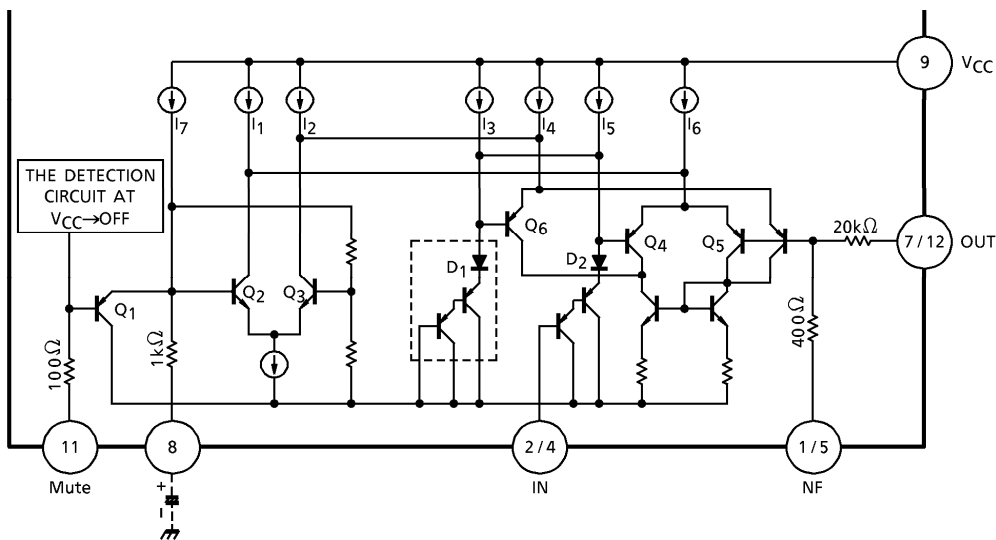 9
VCC
I7
I1
I2
I3
I4
I5
I6
THE DETECTION
CIRCUIT AT
VCC→OFF
Q6
Q4
Q5
20kΩ
7/12
OUT
D1
D2
Q1
Q2
Q3
100Ω
1kΩ
400Ω
11
8
2/4
1/5
Mute
+
IN
NF